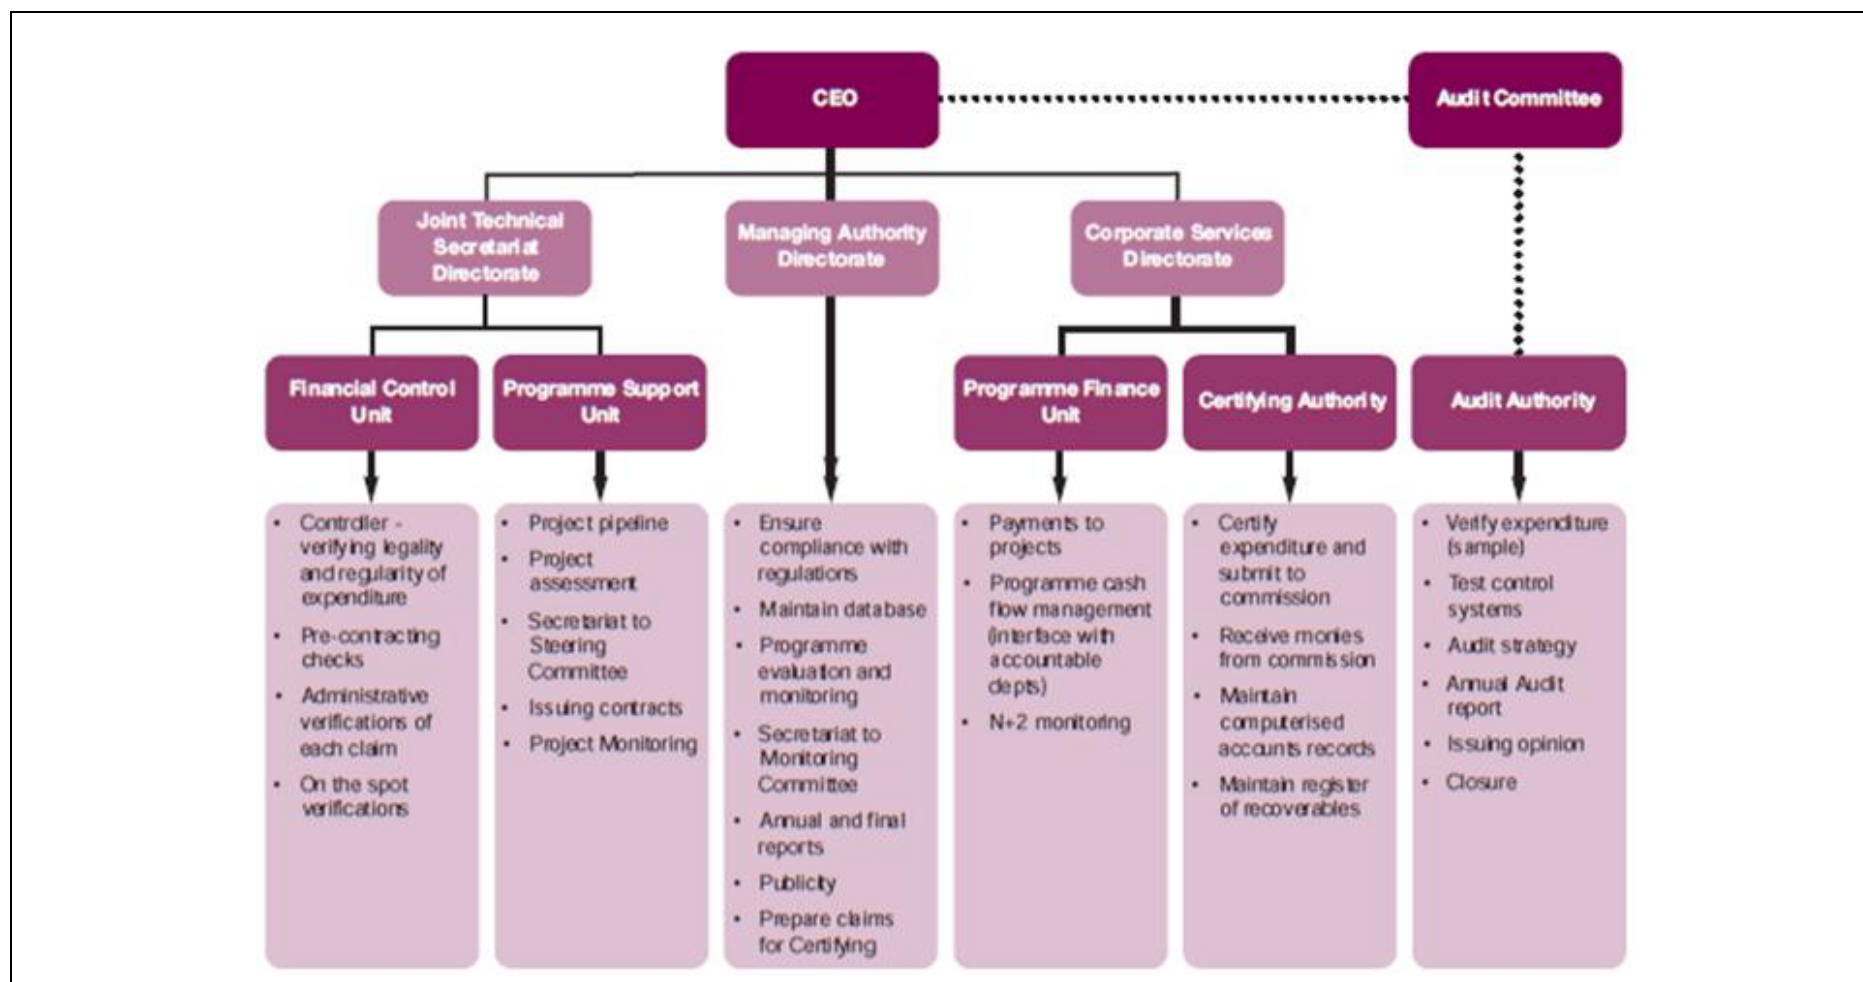 CEO
Audit Committee
Joint Technical
Secretariat
Directorate
Managing Authority
Directorate
Corporate Services
Directorate
Financial Control
Unit
Programme Support
Unit
Programme Finance
Unit
Certifying Authority
Audit Authority
• Controller -
verifying legality
and regularity of
expenditure
• Pre-contracting
checks
• Administrative
verifications of
each claim
• On the spot
verifications
• Project pipeline
• Project
assessment
• Secretariat to
Steering
Committee
• Issuing contracts
• Project Monitoring
• Ensure
compliance with
regulations
• Maintain database
• Programme
evaluation and
monitoring
• Secretariat to
Monitoring
Committee
• Annual and final
reports
• Publicity
• Prepare claims
for Certifying
• Payments to
projects
• Programme cash
flow management
(interface with
accountable
depts)
• N+2 monitoring
• Certify
expenditure and
submit to
commission
• Receive monies
from commission
• Maintain
computerised
accounts records
• Maintain register
of recoverables
• Verify expenditure
(sample)
• Test control
systems
• Audit strategy
• Annual Audit
report
• Issuing opinion
• Closure